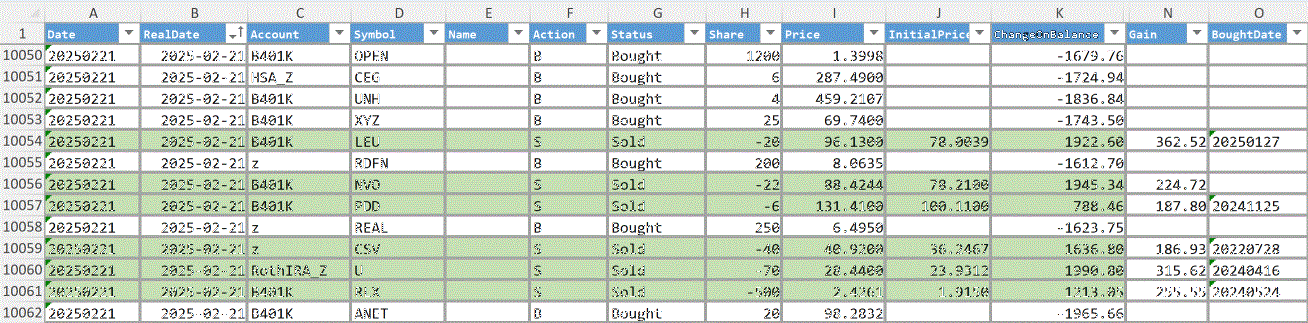 A B C D E F G H I J K N O
1 Date RealDate Account Symbol Name Action Status Share Price InitialPrice ChangeInBalance Gain BoughtDate
10050 20250221 2025-02-21 B401K OPEN B Bought 1200 1.3998 -1679.76
10051 20250221 2025-02-21 HSA_Z CEG B Bought 6 287.4900 -1724.94
10052 20250221 2025-02-21 B401K UNH B Bought 4 459.2107 -1836.84
10053 20250221 2025-02-21 B401K XYZ B Bought 25 69.7400 -1743.50
10054 20250221 2025-02-21 B401K LEU S Sold -20 96.1300 78.0039 1922.60 362.52 20250127
10055 20250221 2025-02-21 z RDFN B Bought 200 8.0635 -1612.70
10056 20250221 2025-02-21 B401K NVO S Sold -22 88.4244 78.2100 1945.34 224.72
10057 20250221 2025-02-21 B401K PDD S Sold -6 131.4100 100.1100 788.46 187.80 20241125
10058 20250221 2025-02-21 z REAL B Bought 250 6.4950 -1623.75
10059 20250221 2025-02-21 z CSV S Sold -40 40.9200 36.2467 1636.80 186.93 20220728
10060 20250221 2025-02-21 RothIRA_Z U S Sold -70 28.4400 23.9312 1990.80 315.62 20240416
10061 20250221 2025-02-21 B401K RLX S Sold -500 2.4261 1.9150 1213.05 255.55 20240524
10062 20250221 2025-02-21 B401K ANET B Bought 20 98.2832 -1965.66